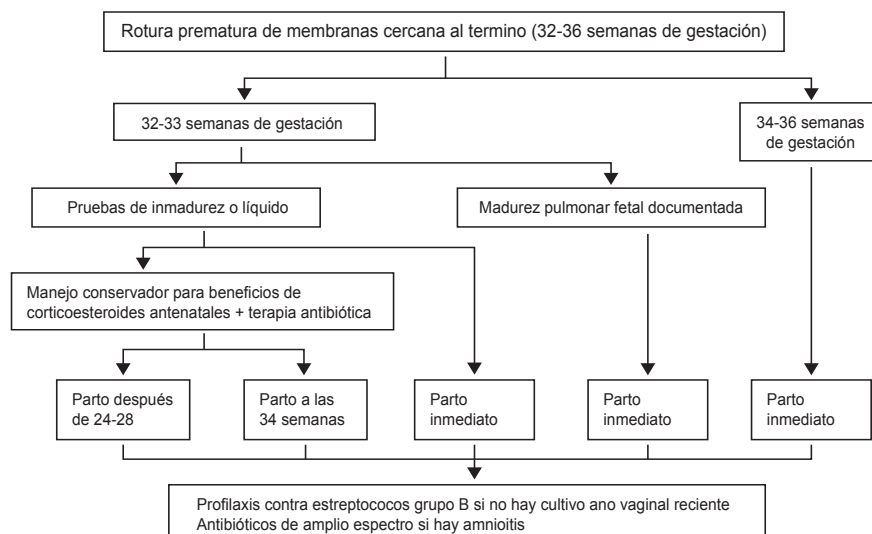 Rotura prematura de membranas cercana al termino (32-36 semanas de gestación)
32-33 semanas de gestación
34-36 semanas
de gestación
Pruebas de inmadurez o líquido
Madurez pulmonar fetal documentada
Manejo conservador para beneficios de
corticoesteroides antenatales + terapia antibiótica
Parto después
de 24-28
Parto a las
34 semanas
Parto
inmediato
Parto
inmediato
Parto
inmediato
Profilaxis contra estreptococos grupo B si no hay cultivo ano vaginal reciente
Antibióticos de amplio espectro si hay amnioitis